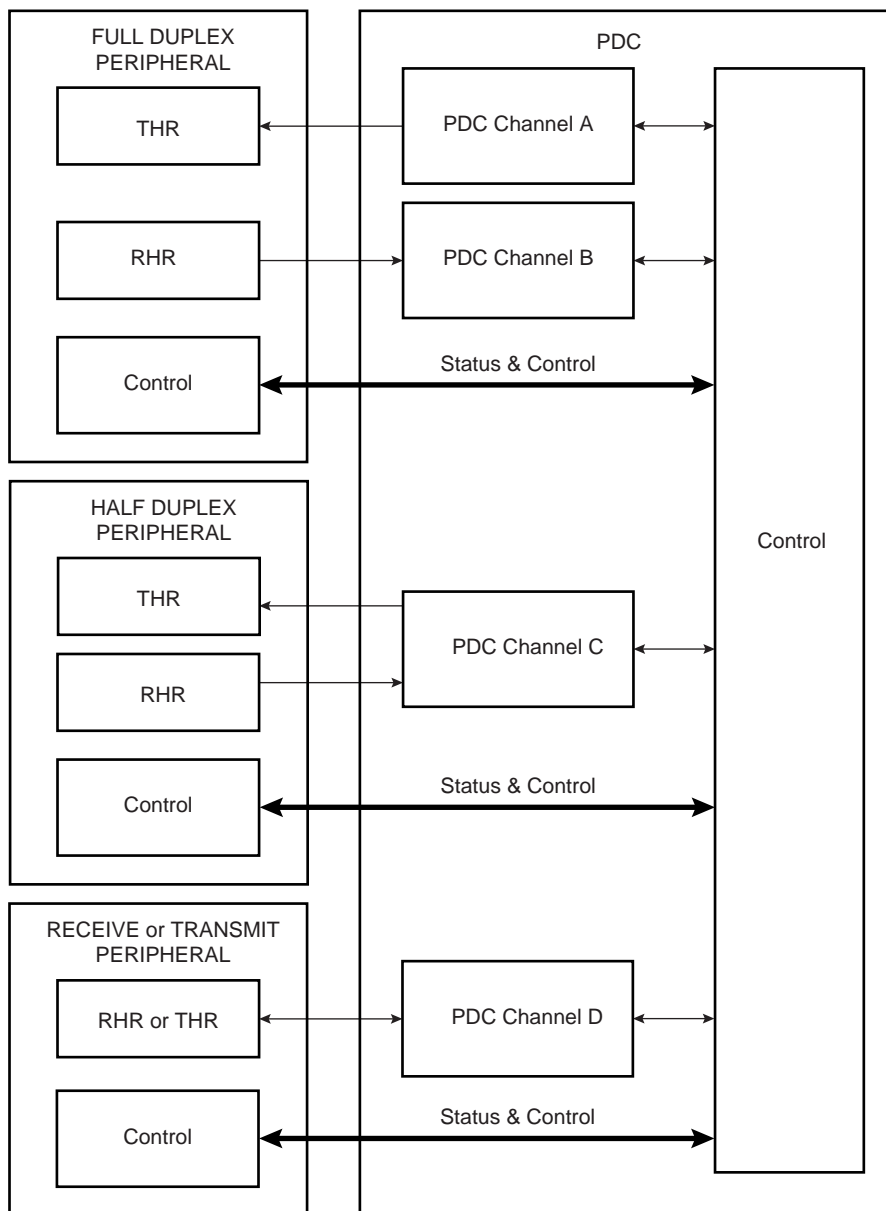 FULL DUPLEX
PERIPHERAL
PDC
THR
PDC Channel A
RHR
PDC Channel B
Control
Status & Control
HALF DUPLEX
PERIPHERAL
Control
THR
PDC Channel C
RHR
Control
Status & Control
RECEIVE or TRANSMIT
PERIPHERAL
RHR or THR
PDC Channel D
Control
Status & Control